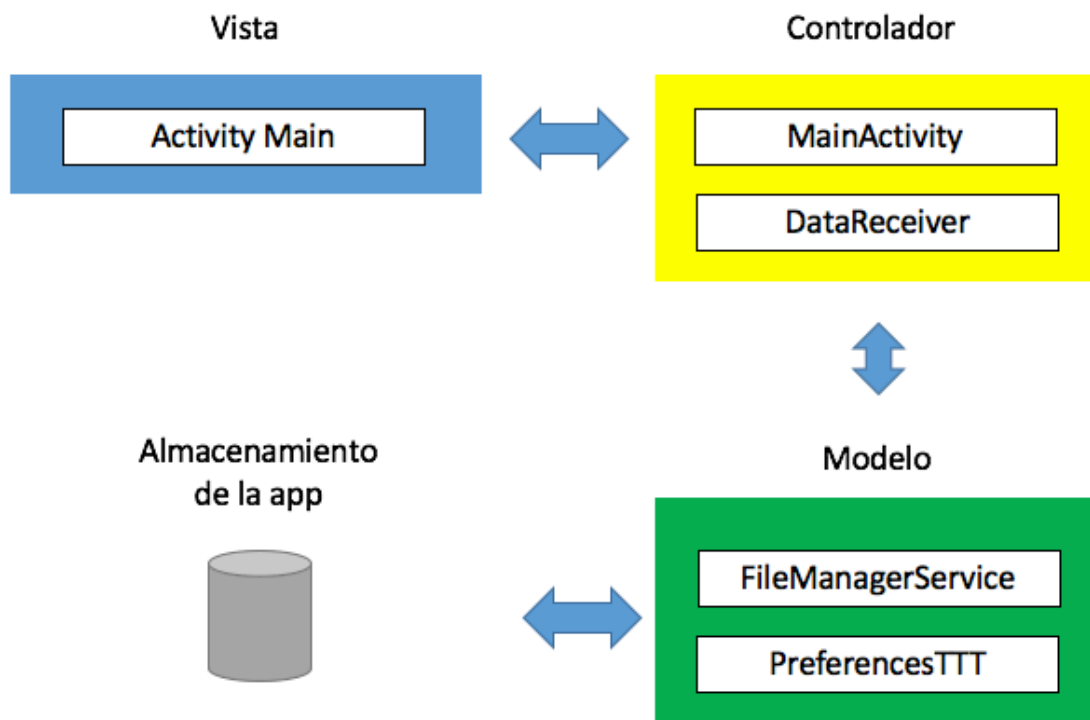 Vista
Controlador
Activity Main
MainActivity
DataReceiver
Almacenamiento
de la app
Modelo
FileManagerService
PreferencesTTT